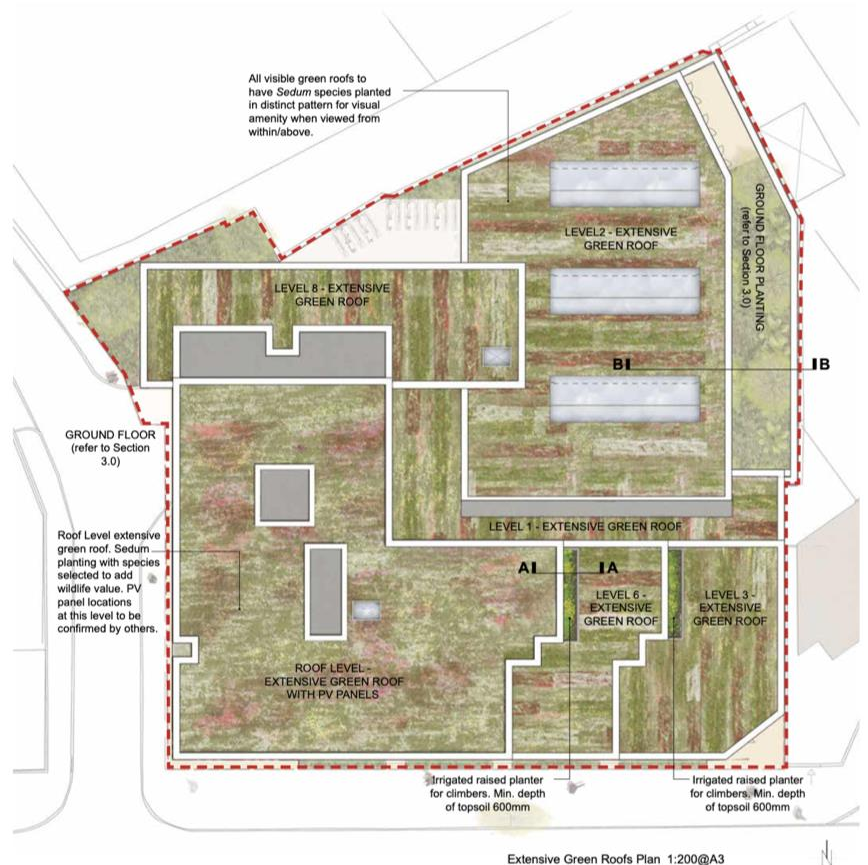 All visible green roofs to
have Sedum species planted
in distinct pattern for visual
amenity when viewed from
within/above.
GROUND FLOOR PLANTING
(refer to Section 3.0)
LEVEL2 - EXTENSIVE
GREEN ROOF
LEVEL 8 - EXTENSIVE
GREEN ROOF
B
B
GROUND FLOOR
(refer to Section
3.0)
LEVEL 1 - EXTENSIVE GREEN ROOF
Roof Level extensive
green roof. Sedum
planting with species
selected to add
wildlife value. PV
panel locations
at this level to be
confirmed by others.
A
A
LEVEL 6 -
EXTENSIVE
GREEN ROOF
LEVEL 3 -
EXTENSIVE
GREEN ROOF
ROOF LEVEL -
EXTENSIVE GREEN ROOF
WITH PV PANELS
Irrigated raised planter
for climbers. Min. depth
of topsoil 600mm
Irrigated raised planter
for climbers. Min. depth
of topsoil 600mm
Extensive Green Roofs Plan 1:200@A3
N